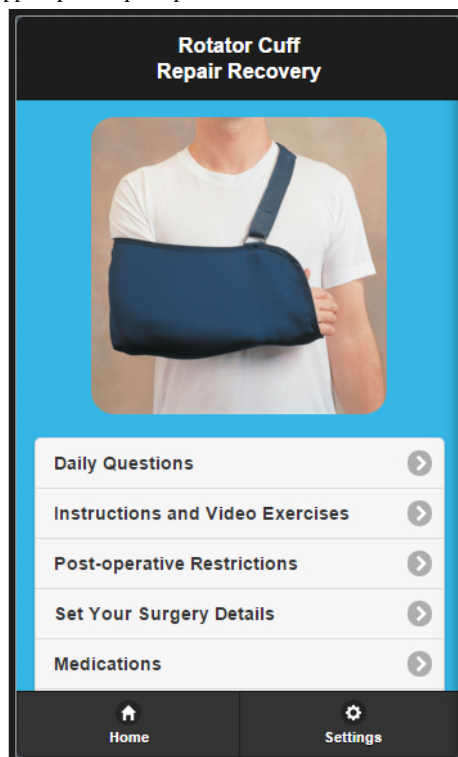 Rotator Cuff
Repair Recovery
Daily Questions
Instructions and Video Exercises
Post-operative Restrictions
Set Your Surgery Details
Medications
Home
Settings